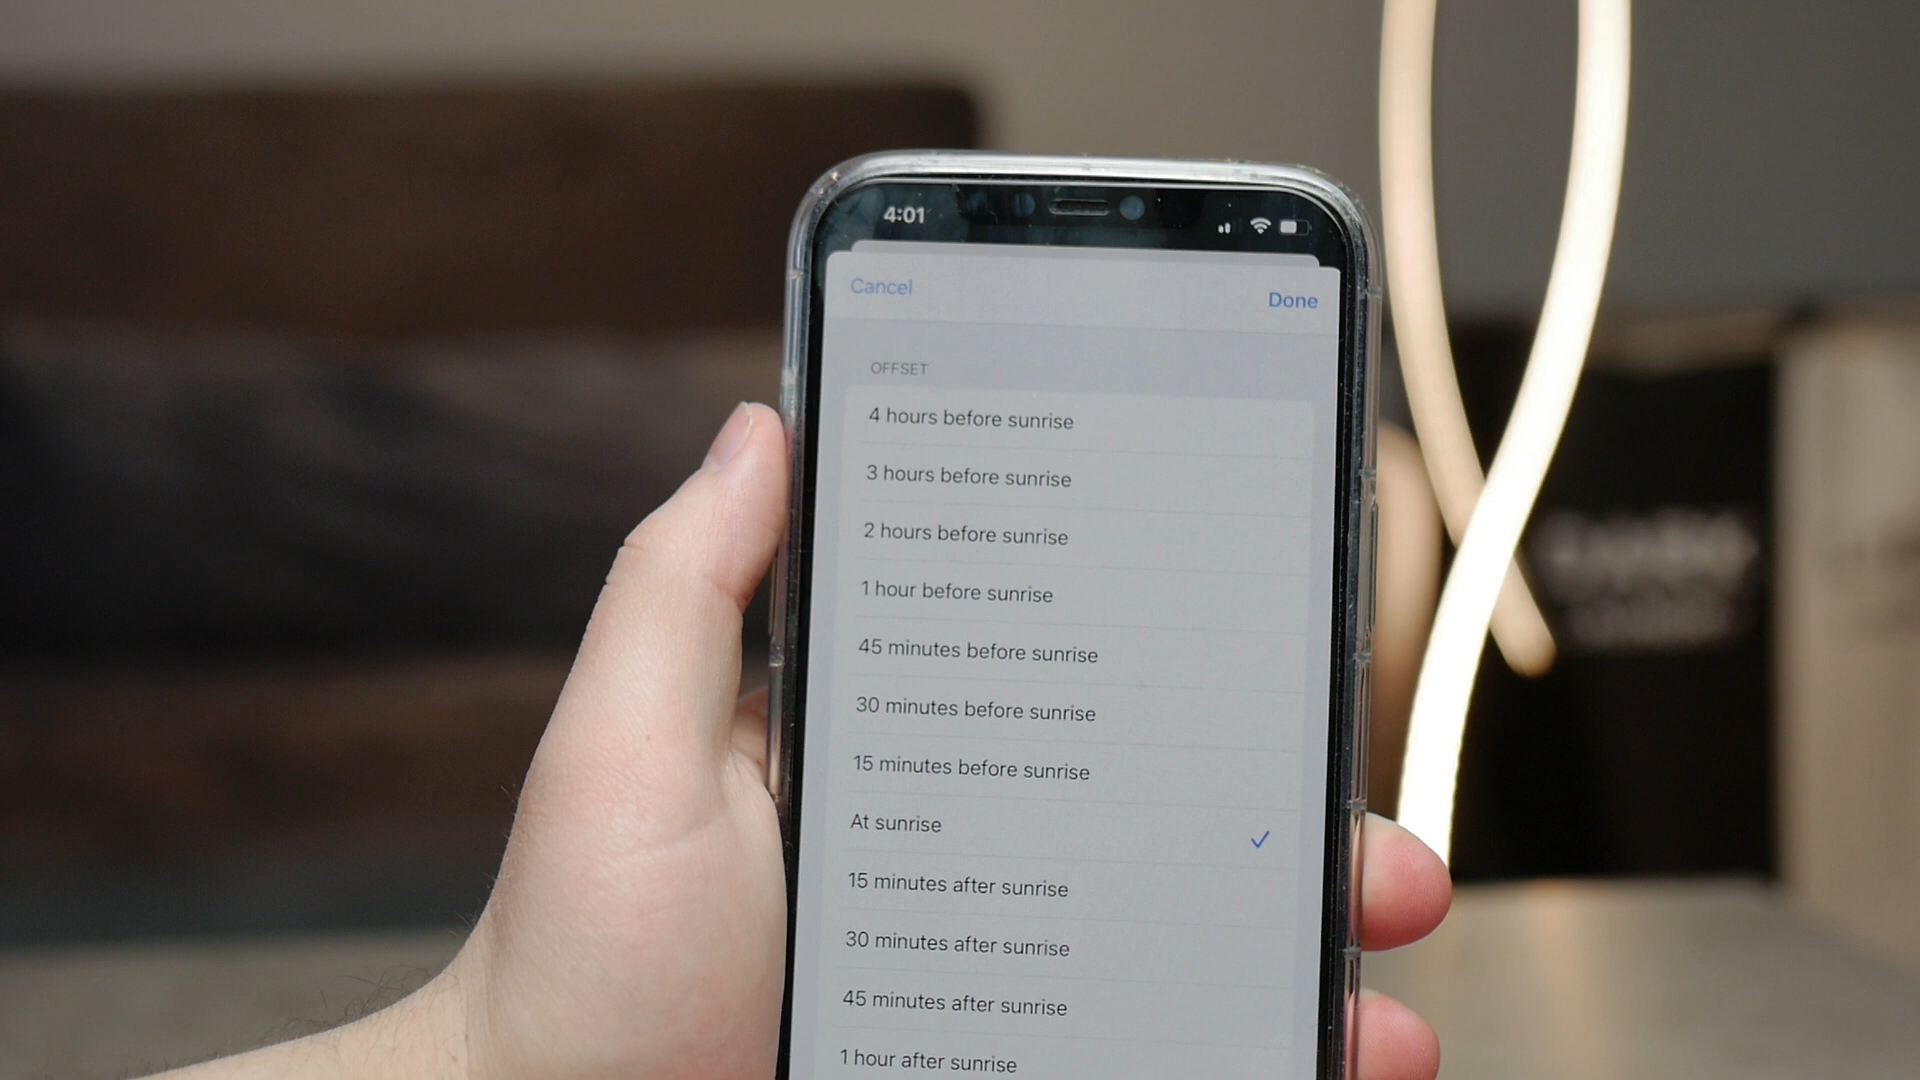 4:01
Cancel
Done
OFFSET
4 hours before sunrise
3 hours before sunrise
2 hours before sunrise
1 hour before sunrise
45 minutes before sunrise
30 minutes before sunrise
15 minutes before sunrise
At sunrise
15 minutes after sunrise
30 minutes after sunrise
45 minutes after sunrise
1 hour after sunrise